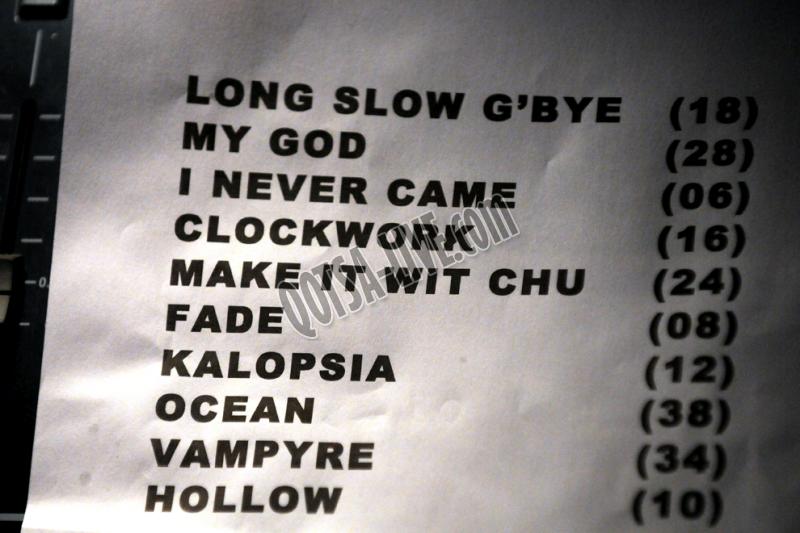 LONG SLOW G'BYE (18)
MY GOD (28)
I NEVER CAME (06)
CLOCKWORK (16)
MAKE IT WIT CHU (24)
FADE (08)
KALOPSIA (12)
OCEAN (38)
VAMPYRE (34)
HOLLOW (10)
QOTSA-LIVE.com